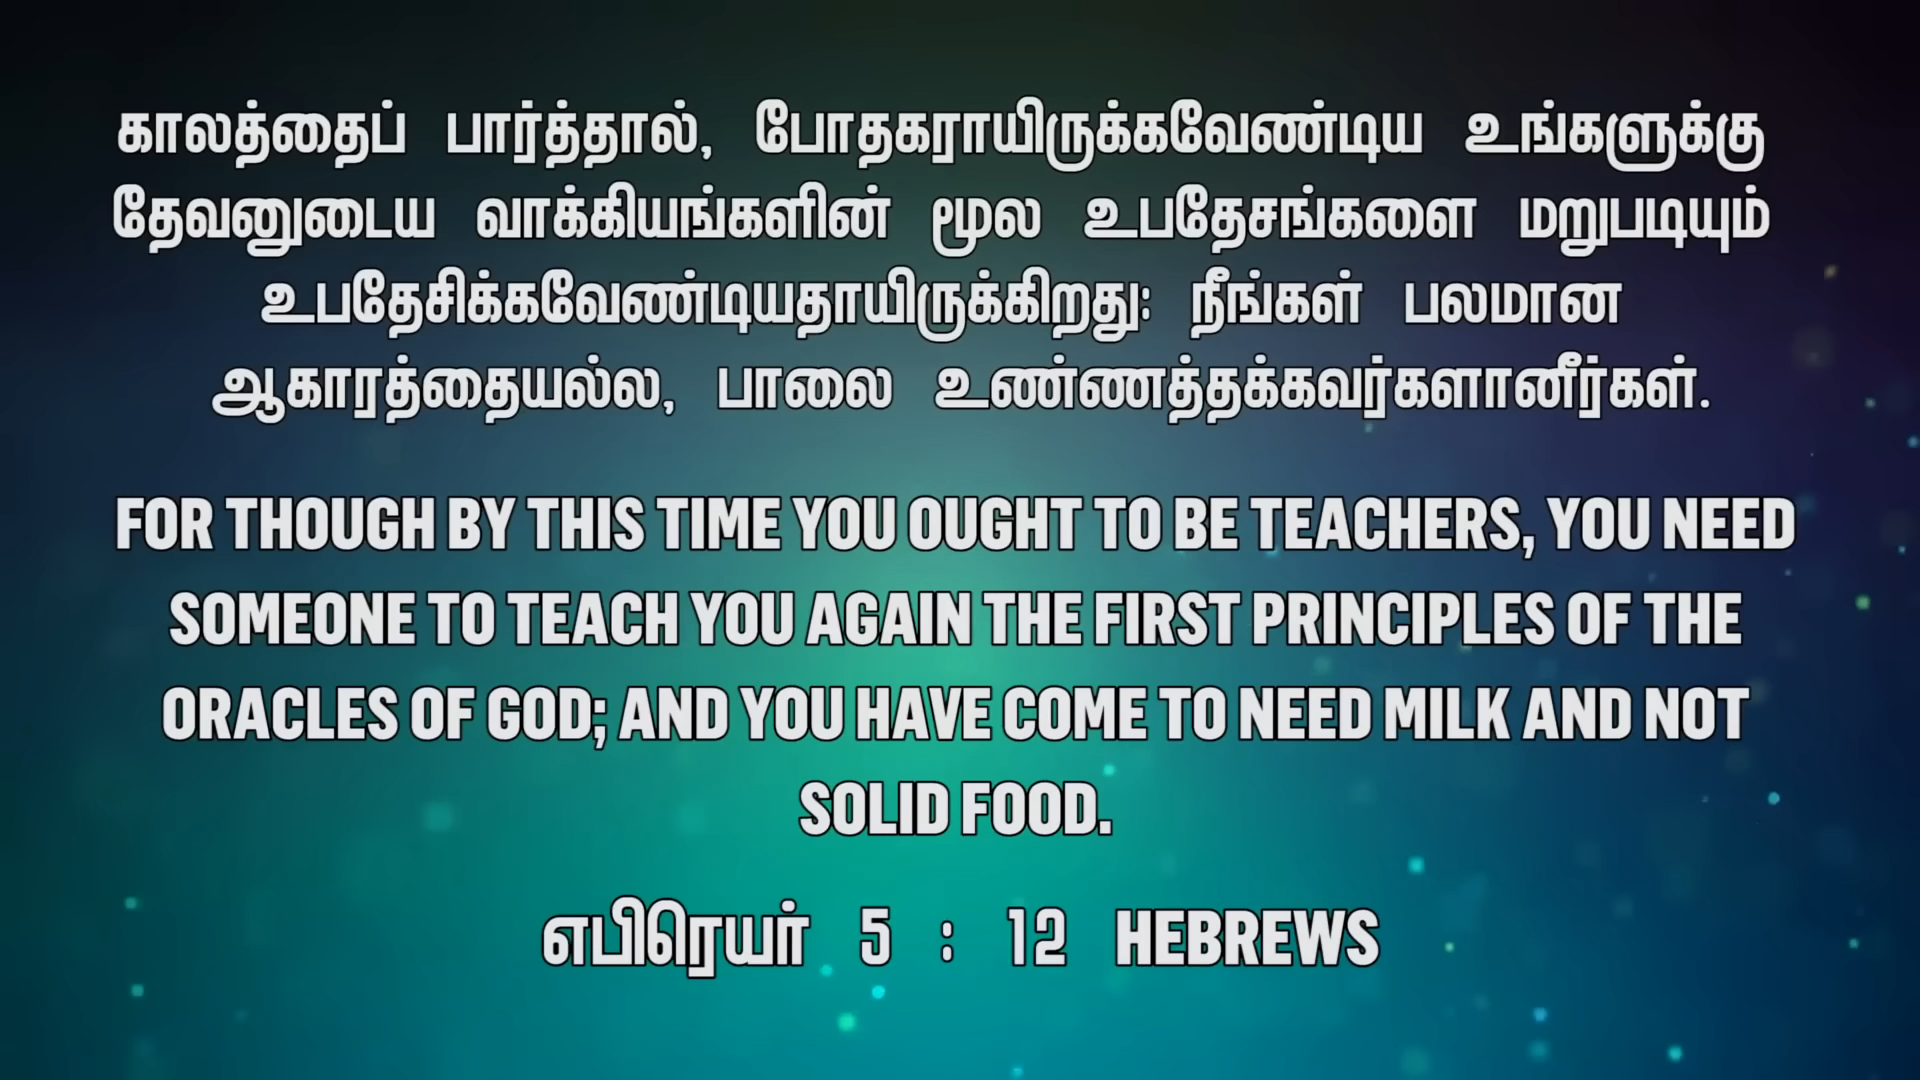 காலத்தைப் பார்த்தால், போதகராயிருக்கவேண்டிய உங்களுக்கு
தேவனுடைய வாக்கியங்களின் மூல உபதேசங்களை மறுபடியும்
உபதேசிக்கவேண்டியதாயிருக்கிறது; நீங்கள் பலமான
ஆகாரத்தையல்ல, பாலை உண்ணத்தக்கவர்களானீர்கள்.
FOR THOUGH BY THIS TIME YOU OUGHT TO BE TEACHERS, YOU NEED
SOMEONE TO TEACH YOU AGAIN THE FIRST PRINCIPLES OF THE
ORACLES OF GOD; AND YOU HAVE COME TO NEED MILK AND NOT
SOLID FOOD.
எபிரெயர் 5 : 12 HEBREWS